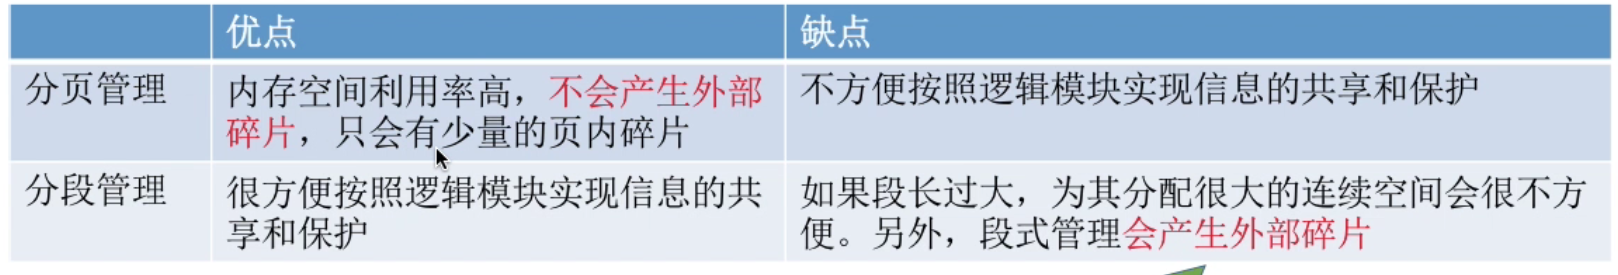 优点
缺点
分页管理
内存空间利用率高，不会产生外部
碎片，只会有少量的页内碎片
不方便按照逻辑模块实现信息的共享和保护
分段管理
很方便按照逻辑模块实现信息的共
享和保护
如果段长过大，为其分配很大的连续空间会很不方
便。另外，段式管理会产生外部碎片